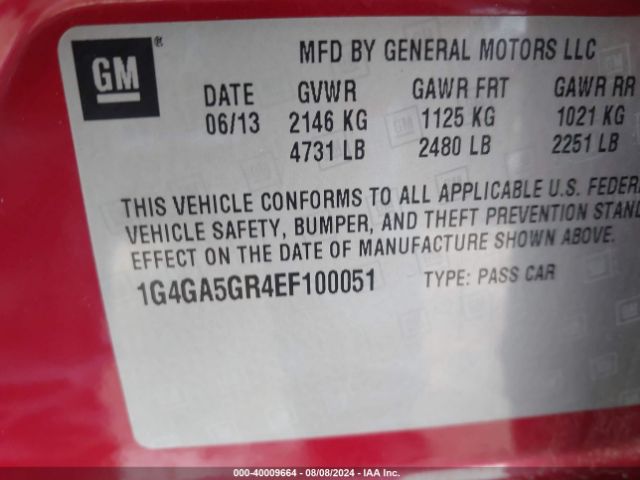 GM ®
MFD BY GENERAL MOTORS LLC
DATE GVWR GAWR FRT GAWR RR
06/13 2146 KG 1125 KG 1021 KG
4731 LB 2480 LB 2251 LB
THIS VEHICLE CONFORMS TO ALL APPLICABLE U.S. FEDER
VEHICLE SAFETY, BUMPER, AND THEFT PREVENTION STAND
EFFECT ON THE DATE OF MANUFACTURE SHOWN ABOVE.
1G4GA5GR4EF100051 TYPE: PASS CAR
000-40009664 - 08/08/2024 - IAA Inc.